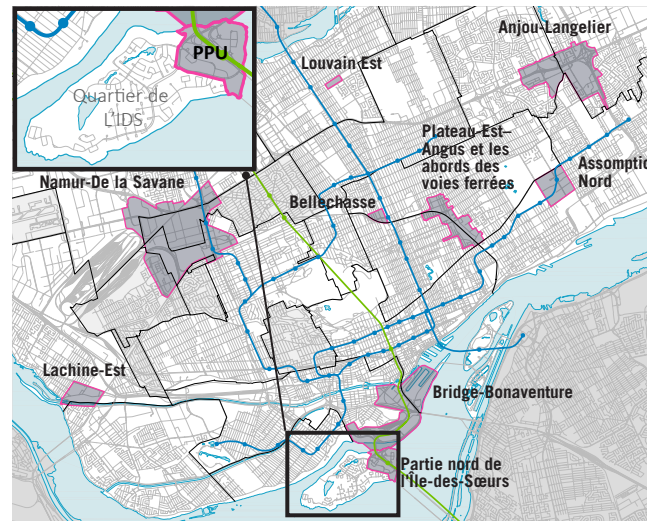 PPU
Quartier de
L'IDS
Anjou-Langelier
Louvain Est
Plateau Est–
Angus et les
abords des
voies ferrées
Assomption
Nord
Namur-De la Savane
Bellechasse
Lachine-Est
Bridge-Bonaventure
Partie nord de
l'Île-des-Sœurs